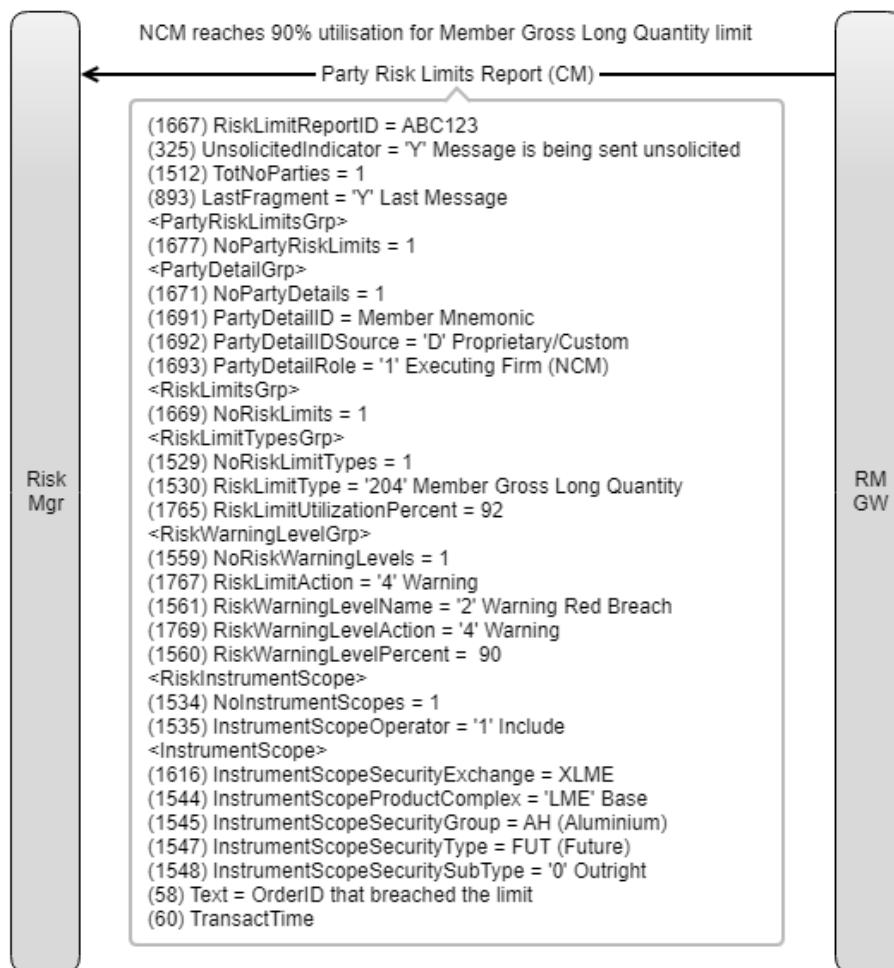 NCM reaches 90% utilisation for Member Gross Long Quantity limit
Party Risk Limits Report (CM)
(1667) RiskLimitReportID = ABC123
(325) UnsolicitedIndicator = 'Y' Message is being sent unsolicited
(1512) TotNoParties = 1
(893) LastFragment = 'Y' Last Message
<PartyRiskLimitsGrp>
(1677) NoPartyRiskLimits = 1
<PartyDetailGrp>
(1671) NoPartyDetails = 1
(1691) PartyDetailID = Member Mnemonic
(1692) PartyDetailIDSource = 'D' Proprietary/Custom
(1693) PartyDetailRole = '1' Executing Firm (NCM)
<RiskLimitsGrp>
(1669) NoRiskLimits = 1
<RiskLimitTypesGrp>
(1529) NoRiskLimitTypes = 1
(1530) RiskLimitType = '204' Member Gross Long Quantity
(1765) RiskLimitUtilizationPercent = 92
<RiskWarningLevelGrp>
(1559) NoRiskWarningLevels = 1
(1767) RiskLimitAction = '4' Warning
(1561) RiskWarningLevelName = '2' Warning Red Breach
(1769) RiskWarningLevelAction = '4' Warning
(1560) RiskWarningLevelPercent =  90
<RiskInstrumentScope>
(1534) NoInstrumentScopes = 1
(1535) InstrumentScopeOperator = '1' Include
<InstrumentScope>
(1616) InstrumentScopeSecurityExchange = XLME
(1544) InstrumentScopeProductComplex = 'LME' Base
(1545) InstrumentScopeSecurityGroup = AH (Aluminium)
(1547) InstrumentScopeSecurityType = FUT (Future)
(1548) InstrumentScopeSecuritySubType = '0' Outright
(58) Text = OrderID that breached the limit
(60) TransactTime
Risk
Mgr
RM
GW